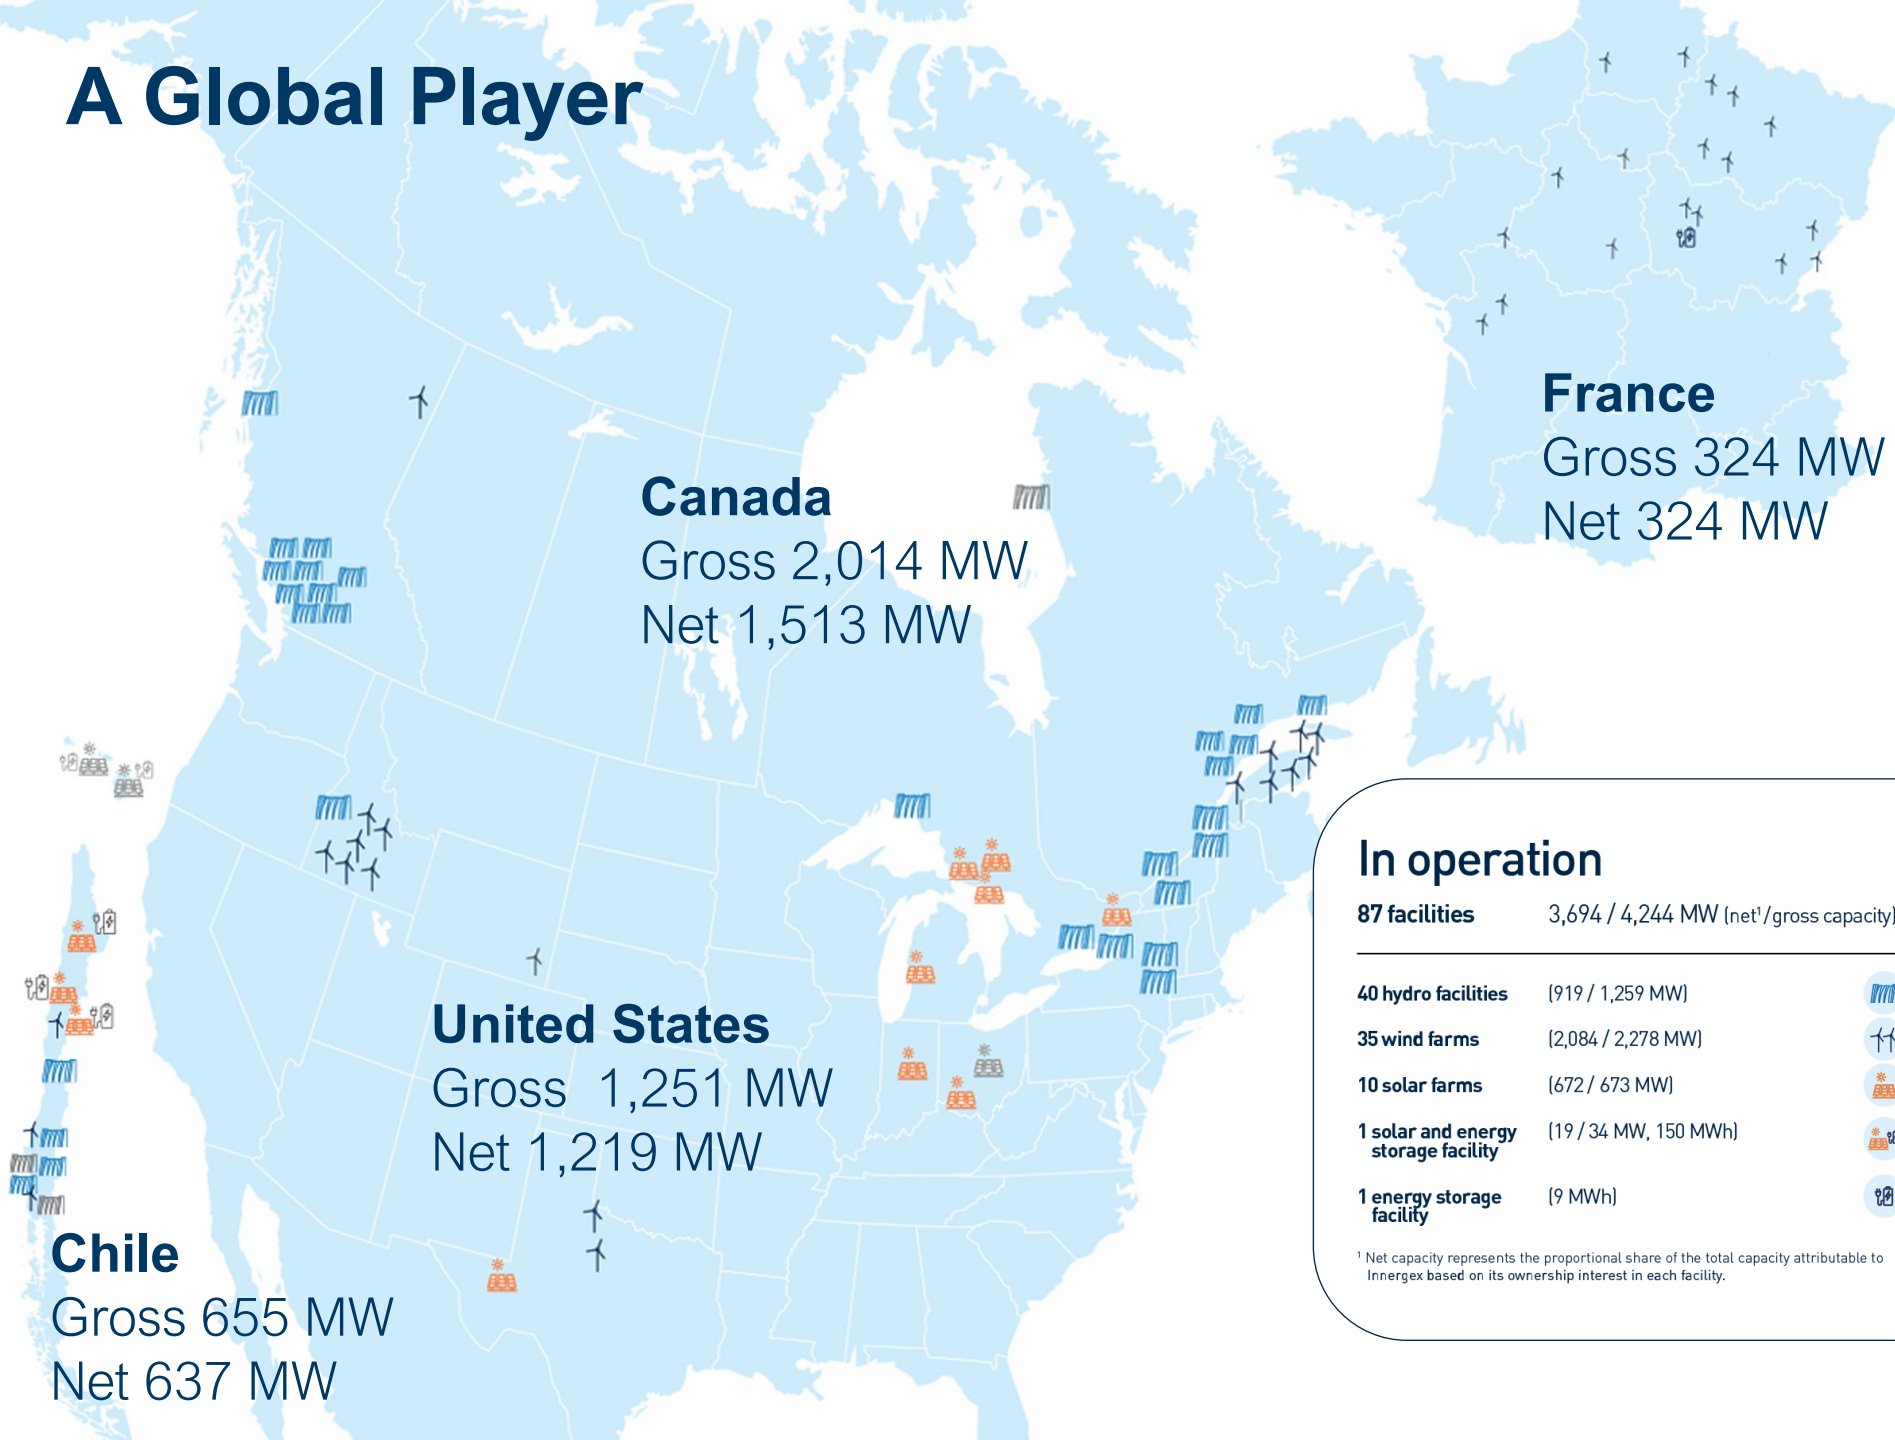 A Global Player
France
Gross 324 MW
Net 324 MW
Canada
Gross 2,014 MW
Net 1,513 MW
United States
Gross 1,251 MW
Net 1,219 MW
Chile
Gross 655 MW
Net 637 MW
In operation
87 facilities 3,694 / 4,244 MW (net¹/gross capacity)
40 hydro facilities (919 / 1,259 MW)
35 wind farms (2,084 / 2,278 MW)
10 solar farms (672 / 673 MW)
1 solar and energy (19 / 34 MW, 150 MWh)
storage facility
1 energy storage (9 MWh)
facility
¹ Net capacity represents the proportional share of the total capacity attributable to
Innergex based on its ownership interest in each facility.